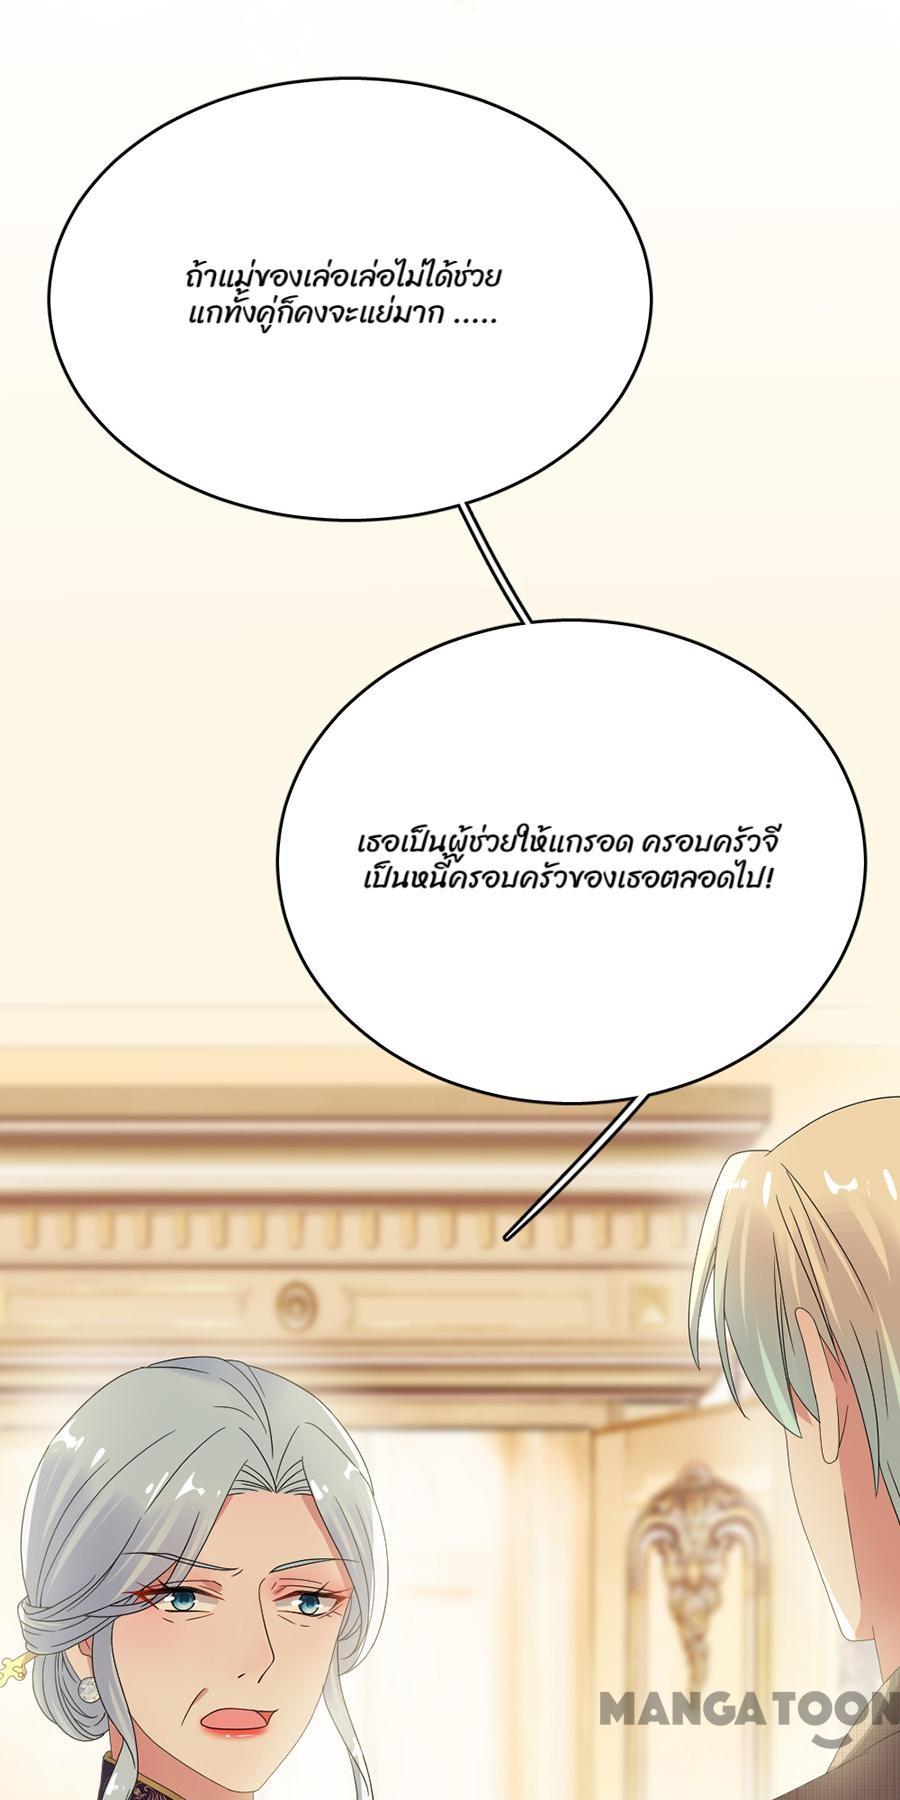 ถ้าแม่ของเล่อเล่อไม่ได้ช่วย
แกทั้งคู่ก็คงจะแย่มาก .....
เธอเป็นผู้ช่วยให้แกรอด ครอบครัวจี
เป็นหนี้ครอบครัวของเธอตลอดไป!
MANGATOON